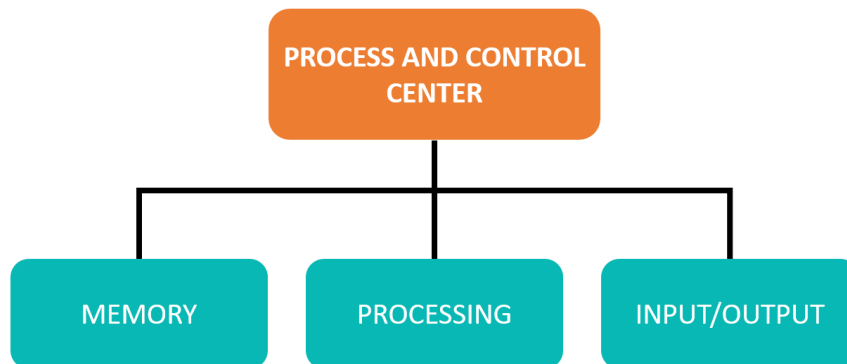 PROCESS AND CONTROL
CENTER
MEMORY
PROCESSING
INPUT/OUTPUT